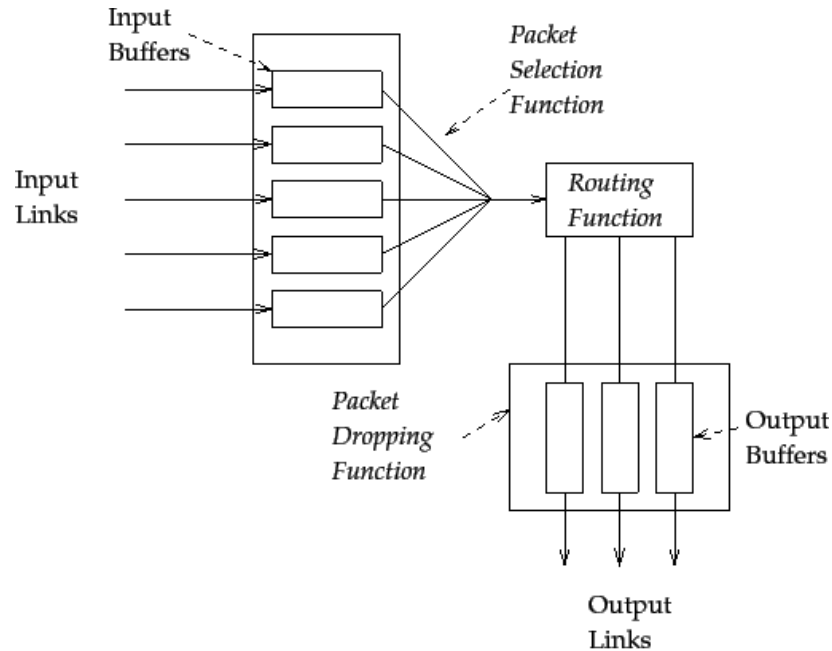 Input
Buffers
Packet
Selection
Function
Input
Links
Routing
Function
Packet
Dropping
Function
Output
Buffers
Output
Links